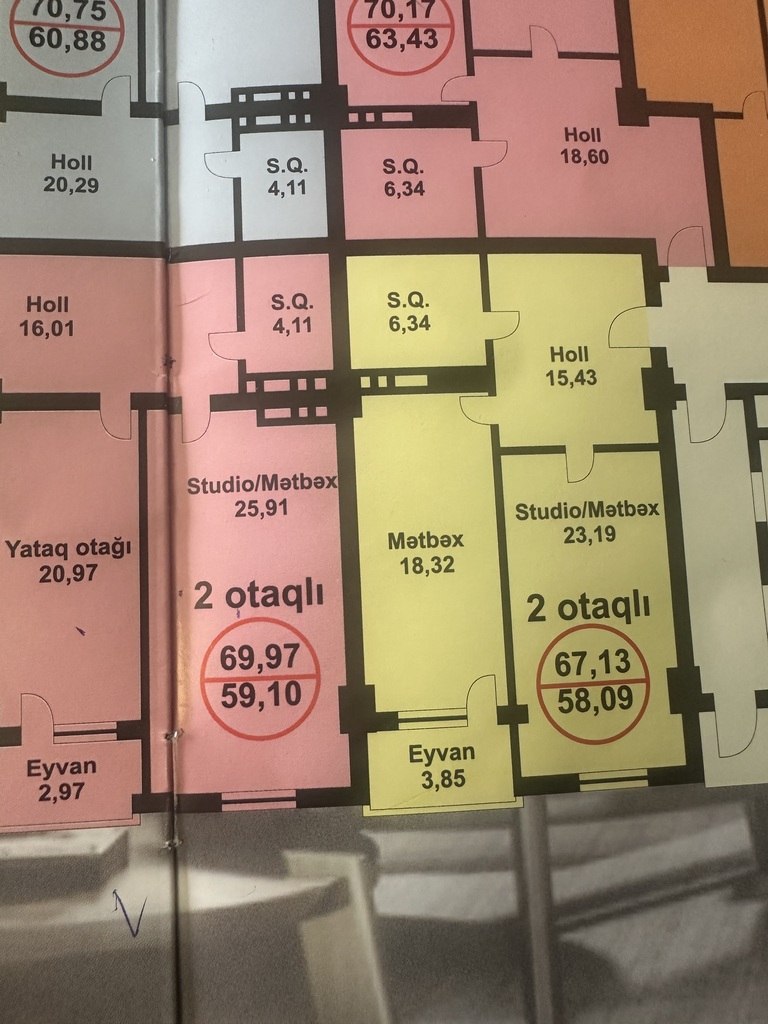 70,75
60.88
70,17
63,43
Holl
20,29
S.Q.
4,11
S.Q.
6,34
Holl
18,60
Holl
16,01
S.Q.
4,11
S.Q.
6,34
Holl
15,43
Yataq otağı
20,97
Studio/Mətbəx
25,91
2 otaqlı
69,97
59,10
Mətbəx
18,32
Studio/Mətbəx
23,19
2 otaqlı
67,13
58,09
Eyvan
2,97
Eyvan
3,85